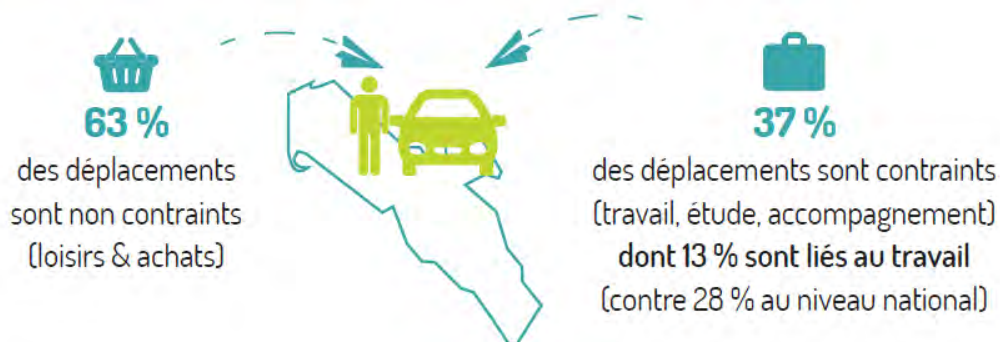 63 %
des déplacements
sont non contraints
(loisirs & achats)
37 %
des déplacements sont contraints
(travail, étude, accompagnement)
dont 13 % sont liés au travail
(contre 28 % au niveau national)